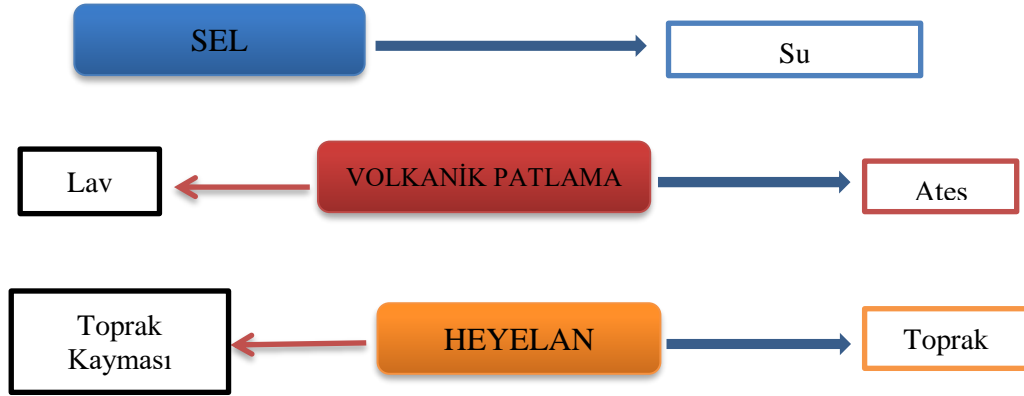 SEL
Su
Lav
VOLKANİK PATLAMA
Ates
Toprak
Kayması
HEYELAN
Toprak